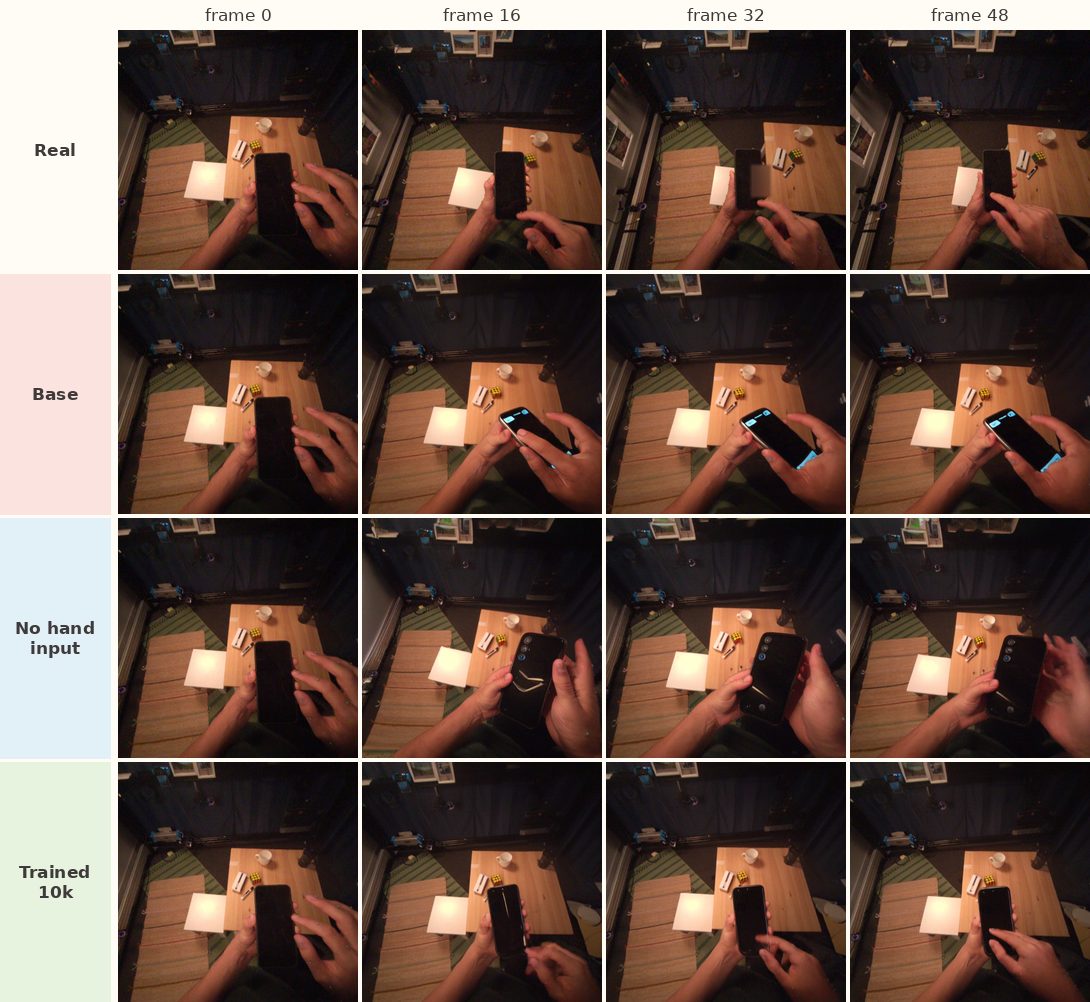 frame 0
frame 16
frame 32
frame 48
Real
Base
No hand
input
Trained
10k